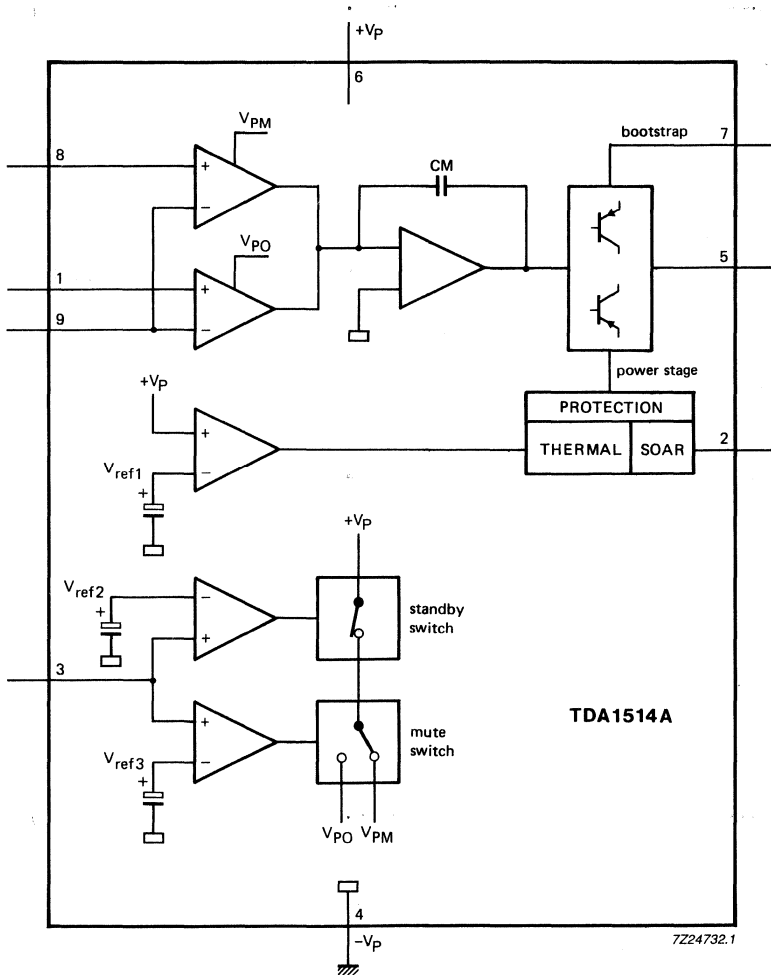 +VP
6
VPM
8
+
−
CM
bootstrap
7
VPO
1
+
9
−
5
power stage
+VP
+
−
Vref1
+
PROTECTION
THERMAL
SOAR
2
+VP
Vref2
+
−
+
standby
switch
3
+
−
Vref3
+
mute
switch
TDA1514A
VPO
VPM
4
−VP
7Z24732.1